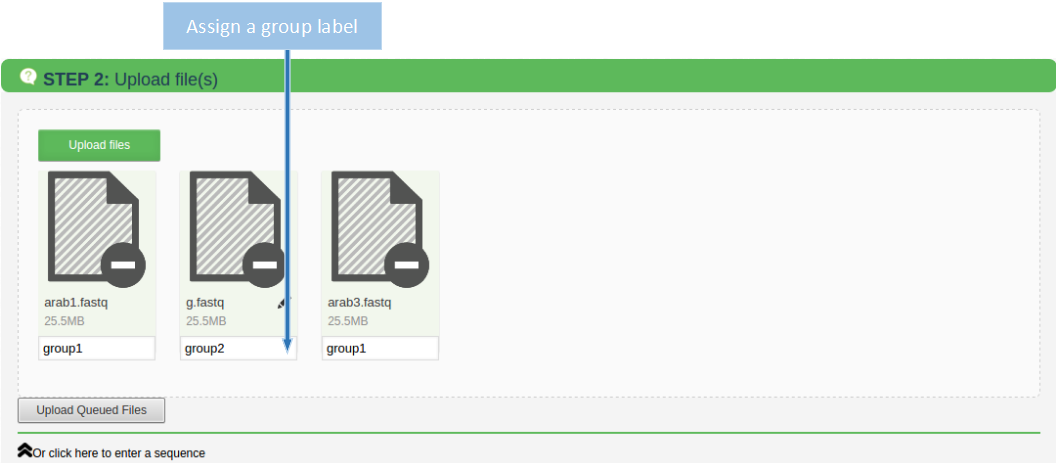 Assign a group label
STEP 2: Upload file(s)
Upload files
arab1.fastq
25.5MB
group1
g.fastq
25.5MB
group2
arab3.fastq
25.5MB
group1
Upload Queued Files
Or click here to enter a sequence